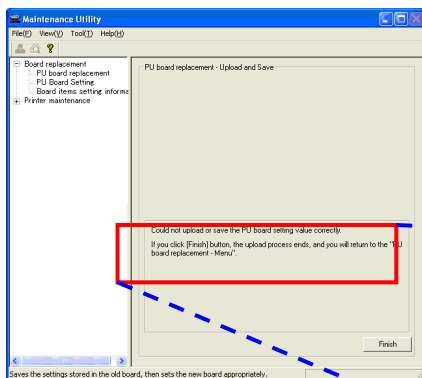 Maintenance Utility
File(F) View(V) Tool(T) Help(H)
Board replacement
PU board replacement
PU Board Setting
Board items setting informa
Printer maintenance
PU board replacement - Upload and Save
Could not upload or save the PU board setting value correctly.
If you click [Finish] button, the upload process ends, and you will return to the "PU
board replacement - Menu".
Finish
Saves the settings stored in the old board, then sets the new board appropriately.